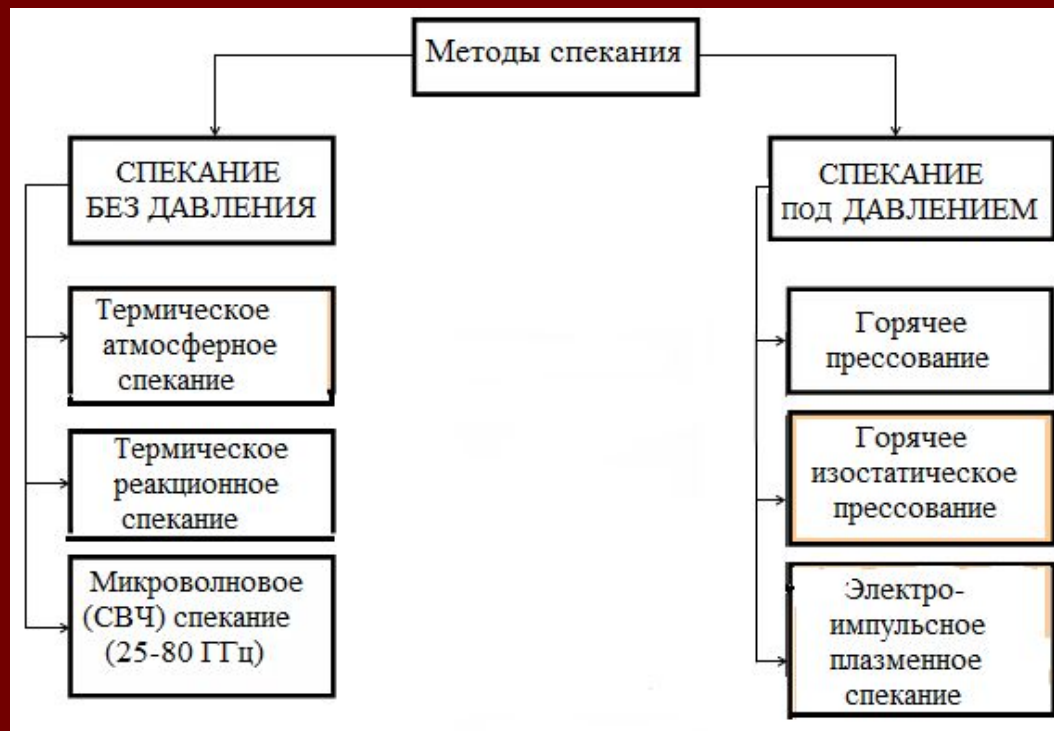 Методы спекания
СПЕКАНИЕ
БЕЗ ДАВЛЕНИЯ
Термическое
атмосферное
спекание
Термическое
реакционное
спекание
Микроволновое
(СВЧ) спекание
(25-80 ГГц)
СПЕКАНИЕ
под ДАВЛЕНИЕМ
Горячее
прессование
Горячее
изостатическое
прессование
Электро-
импульсное
плазменное
спекание